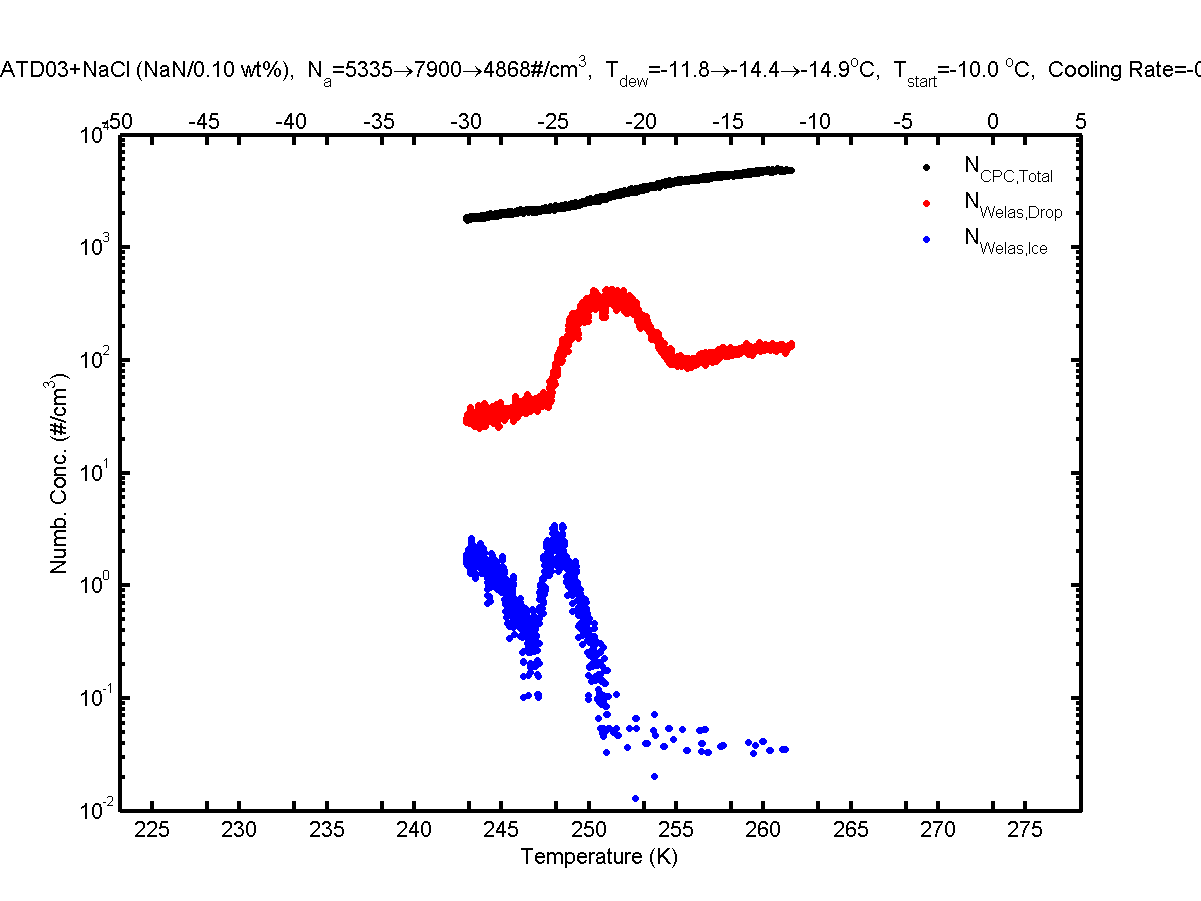 ATD03+NaCl (NaN/0.10 wt%), Na=5335→7900→4868#/cm3, Tdew=-11.8→-14.4→-14.9oC, Tstart=-10.0 oC, Cooling Rate=-0
-50 -45 -40 -35 -30 -25 -20 -15 -10 -5 0 5
104
NCPC,Total
NWelas,Drop
103
NWelas,Ice
102
101
100
10-1
10-2
Numb. Conc. (#/cm3)
225 230 235 240 245 250 255 260 265 270 275
Temperature (K)